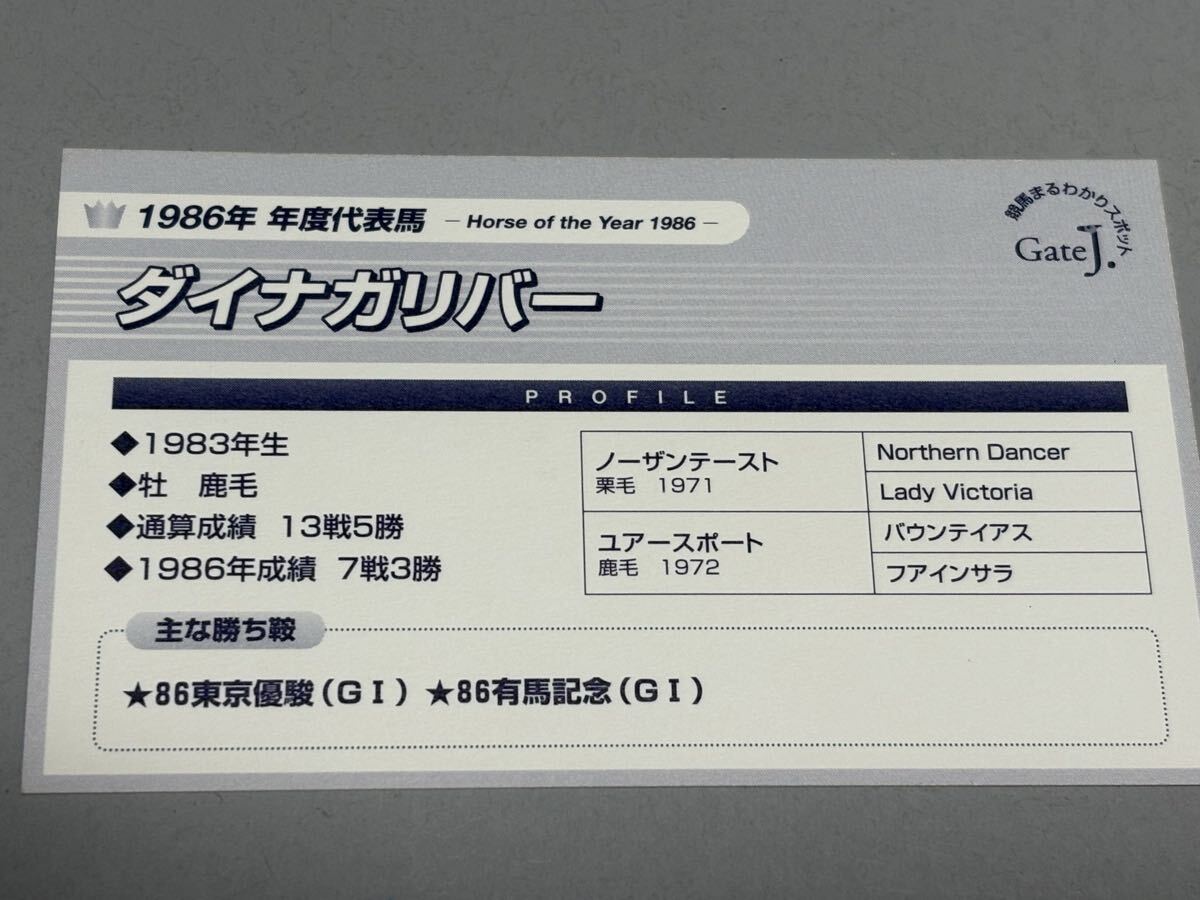 1986年 年度代表馬 － Horse of the Year 1986 －
競馬まるわかりスポット
Gate J.
ダイナガリバー
PROFILE
◆1983年生
◆牡　鹿毛
◆通算成績 13戦5勝
◆1986年成績 7戦3勝
ノーザンテースト
栗毛 1971
Northern Dancer
Lady Victoria
ユアースポート
鹿毛 1972
バウンテイアス
フアインサラ
主な勝ち鞍
★86東京優駿（GⅠ）★86有馬記念（GⅠ）